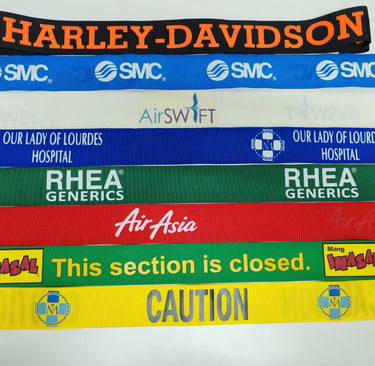 HARLEY-DAVIDSON
SMC® SMC® SMC
AirSWIFT AirSWIFT
OUR LADY OF LOURDES HOSPITAL
OUR LADY OF LOURDES HOSPITAL
RHEA® GENERICS
RHEA® GENERICS
AirAsia
INASAL This section is closed. Mang INASAL
CAUTION